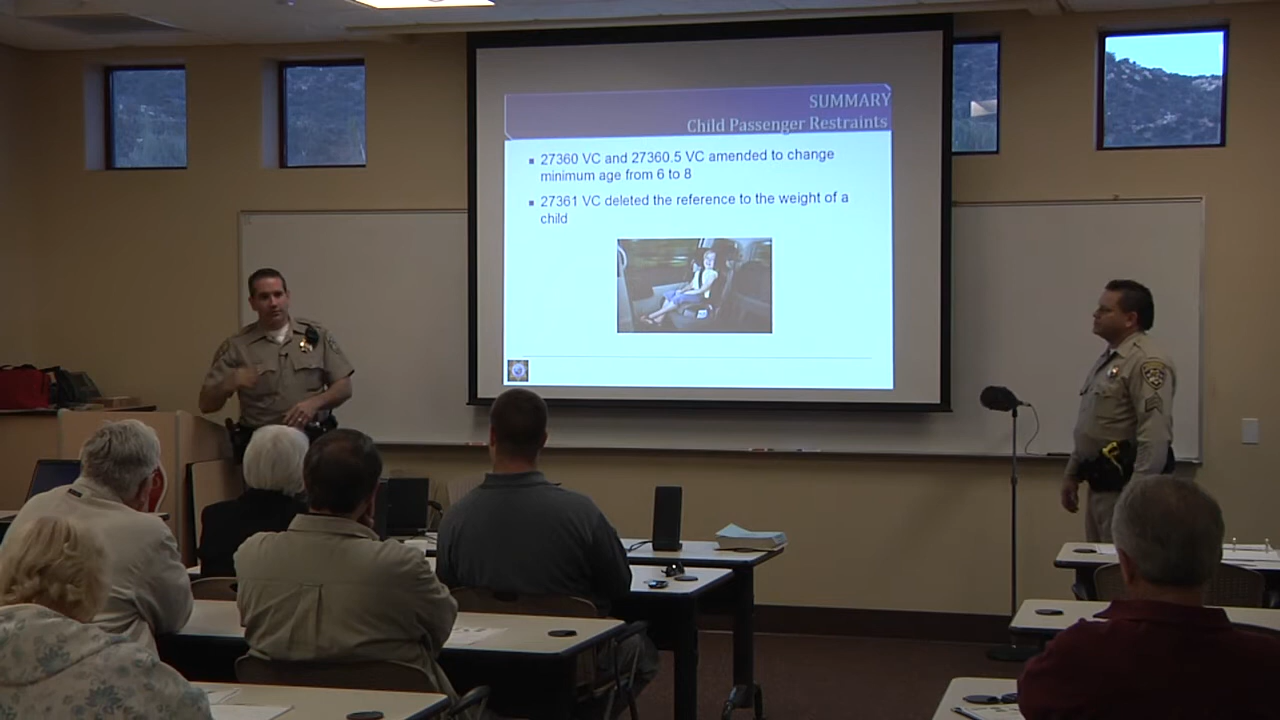 SUMMARY
Child Passenger Restraints
27360 VC and 27360.5 VC amended to change
minimum age from 6 to 8
27361 VC deleted the reference to the weight of a
child